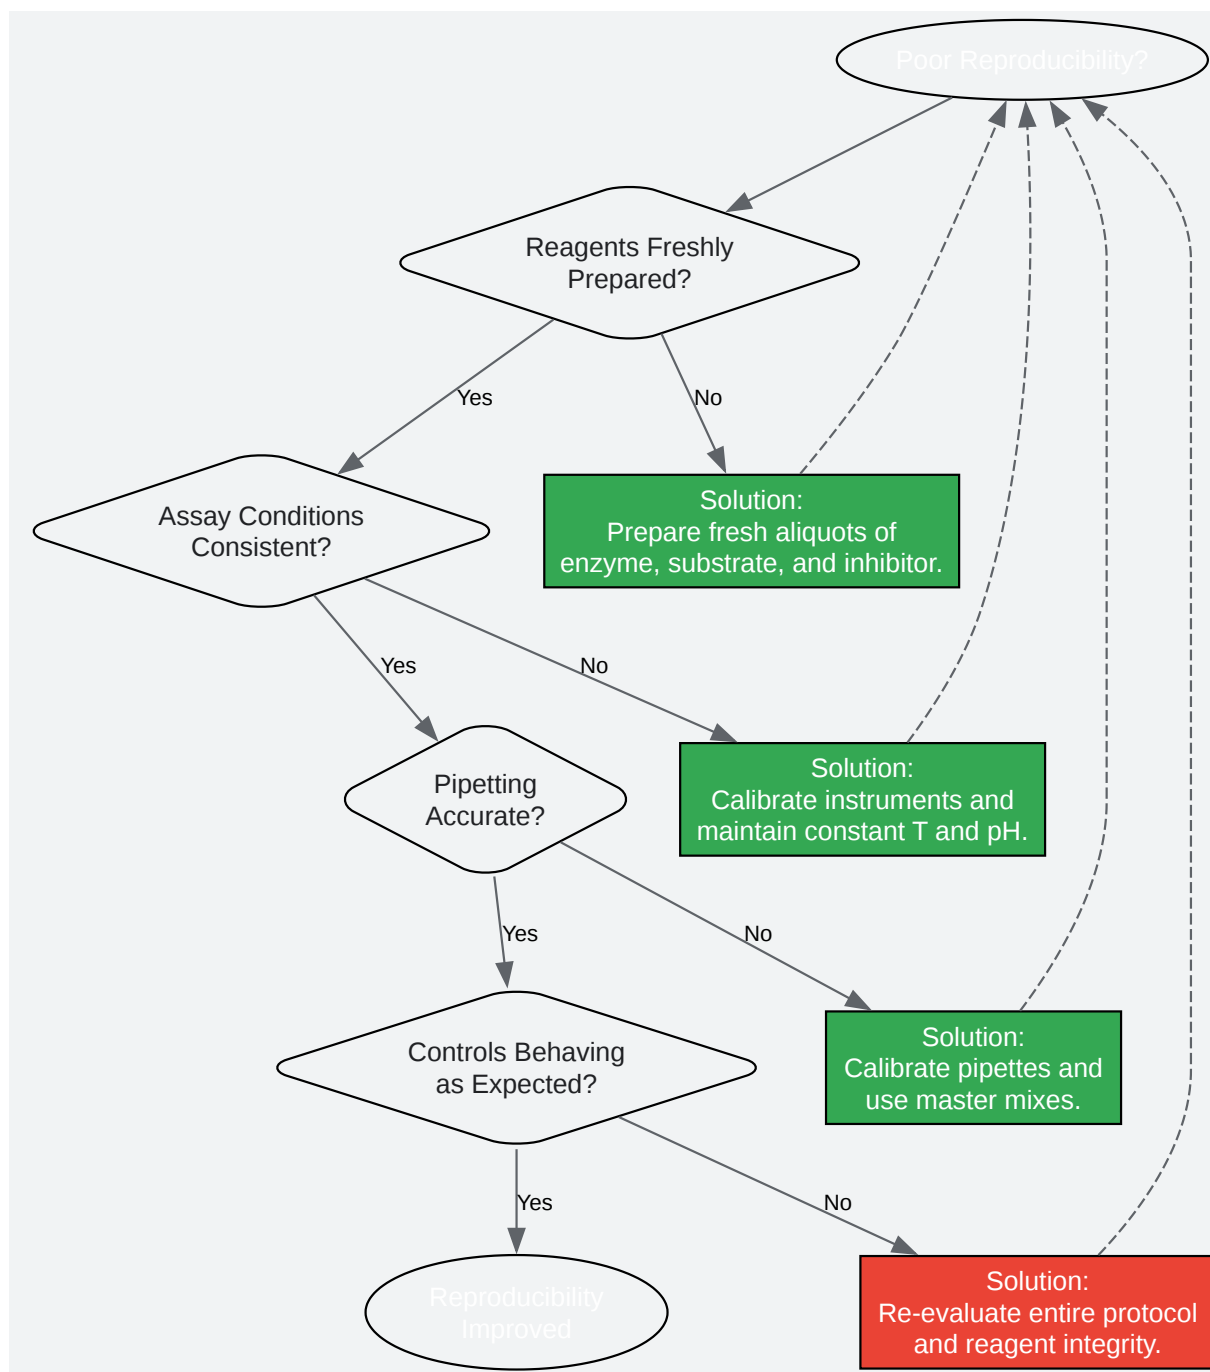 Poor Reproducibility?
Reagents Freshly
Prepared?
Yes
No
Assay Conditions
Consistent?
Solution:
Prepare fresh aliquots of
enzyme, substrate, and inhibitor.
Yes
No
Pipetting
Accurate?
Solution:
Calibrate instruments and
maintain constant T and pH.
Yes
No
Controls Behaving
as Expected?
Solution:
Calibrate pipettes and
use master mixes.
Yes
No
Reproducibility
Improved
Solution:
Re-evaluate entire protocol
and reagent integrity.